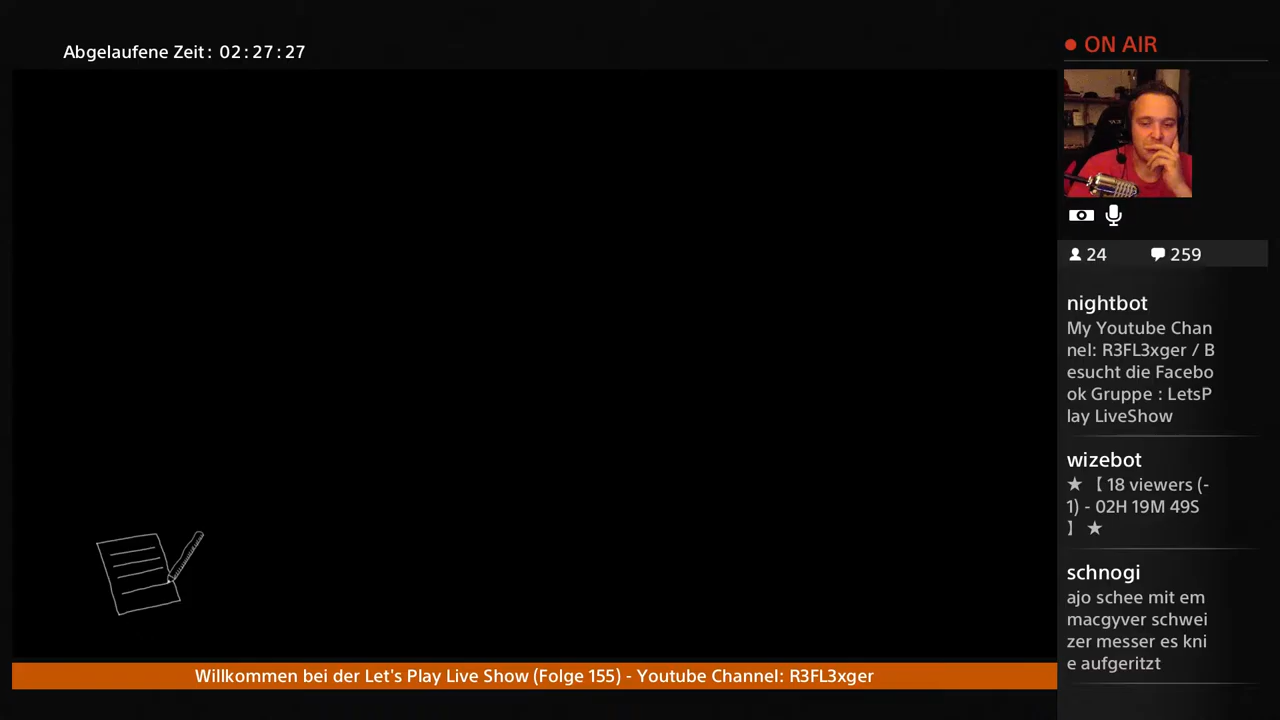 Abgelaufene Zeit: 02:27:27
ON AIR
24 259
nightbot
My Youtube Chan
nel: R3FL3xger / B
esucht die Facebo
ok Gruppe : LetsP
lay LiveShow
wizebot
★ 【 18 viewers (-
1) - 02H 19M 49S
】 ★
schnogi
ajo schee mit em
macgyver schwei
zer messer es kni
e aufgeritzt
Willkommen bei der Let's Play Live Show (Folge 155) - Youtube Channel: R3FL3xger